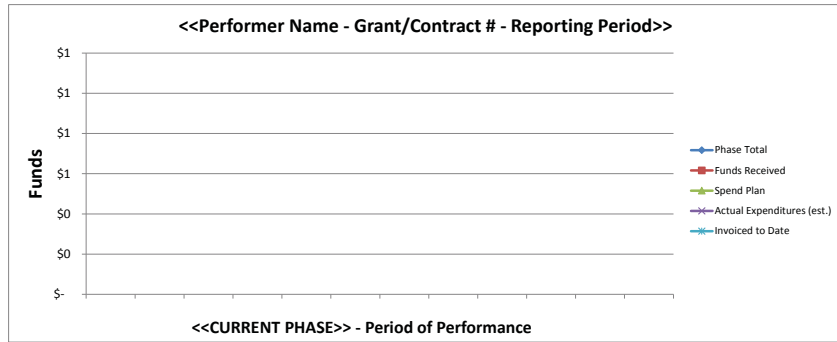 <<Performer Name - Grant/Contract # - Reporting Period>>
$1
$1
$1
$1
$0
$0
$-
Funds
Phase Total
Funds Received
Spend Plan
Actual Expenditures (est.)
Invoiced to Date
<<CURRENT PHASE>> - Period of Performance